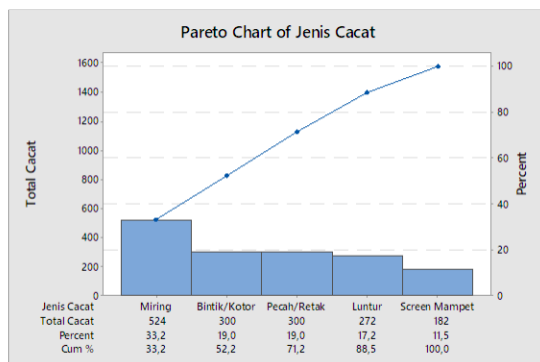 Pareto Chart of Jenis Cacat
1600
1400
1200
1000
800
600
400
200
0
Total Cacat
100
80
60
40
20
0
Percent
Jenis Cacat Miring Bintik/Kotor Pecah/Retak Luntur Screen Mampet
Total Cacat 524 300 300 272 182
Percent 33,2 19,0 19,0 17,2 11,5
Cum % 33,2 52,2 71,2 88,5 100,0